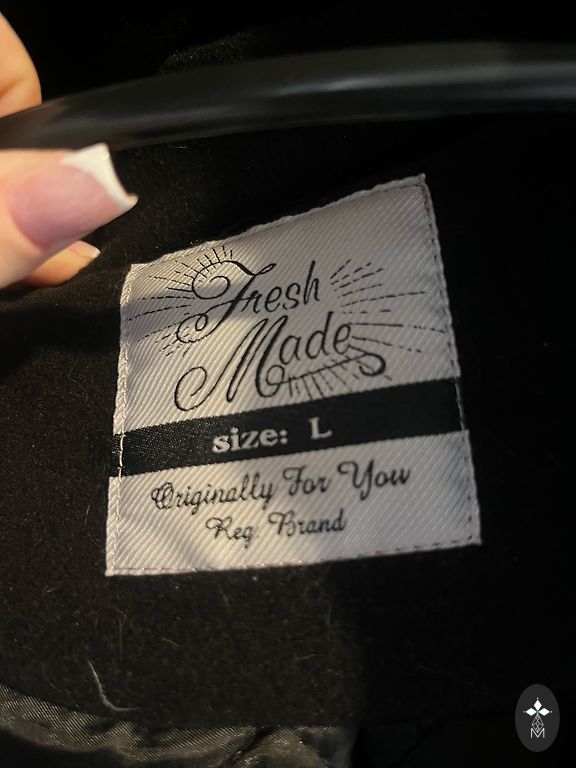 Fresh
Made
size: L
Originally For You
Reg. Brand
M